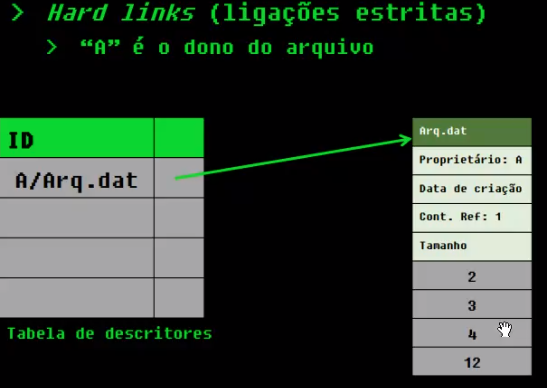 > Hard links (ligações estritas)
> “A” é o dono do arquivo
ID
A/Arq.dat
Tabela de descritores
Arq.dat
Proprietário: A
Data de criação
Cont. Ref: 1
Tamanho
2
3
4
12